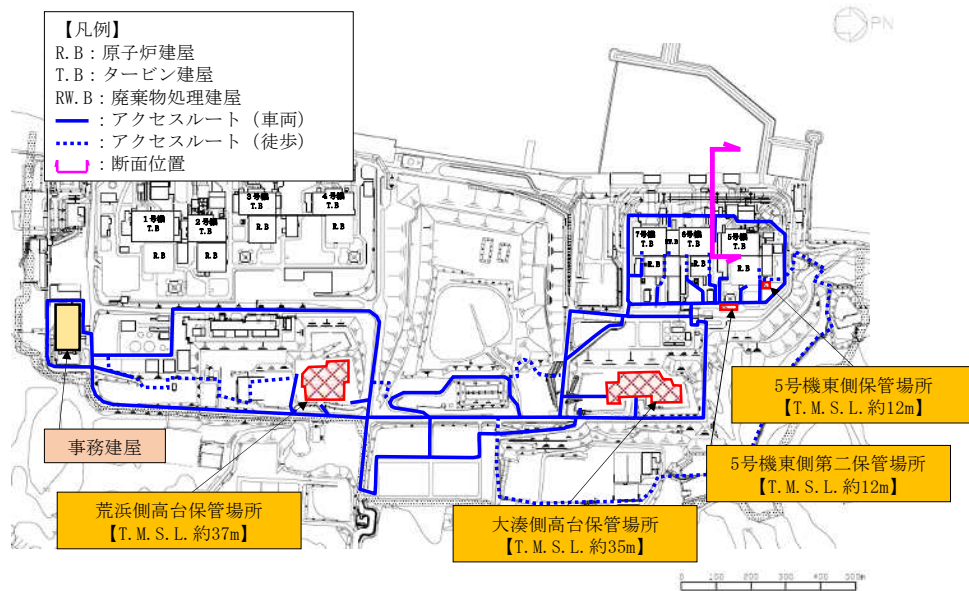 【凡例】
R.B：原子炉建屋
T.B：タービン建屋
RW.B：廃棄物処理建屋
：アクセスルート（車両）
：アクセスルート（徒歩）
：断面位置
PN
1号機
T.B
2号機
T.B
3号機
T.B
4号機
T.B
R.B
R.B
R.B
R.B
7号機
T.B
RW.B
6号機
T.B
5号機
T.B
R.B
R.B
R.B
事務建屋
荒浜側高台保管場所
【T.M.S.L.約37m】
大湊側高台保管場所
【T.M.S.L.約35m】
5号機東側保管場所
【T.M.S.L.約12m】
5号機東側第二保管場所
【T.M.S.L.約12m】
0 100 200 300 400 500m